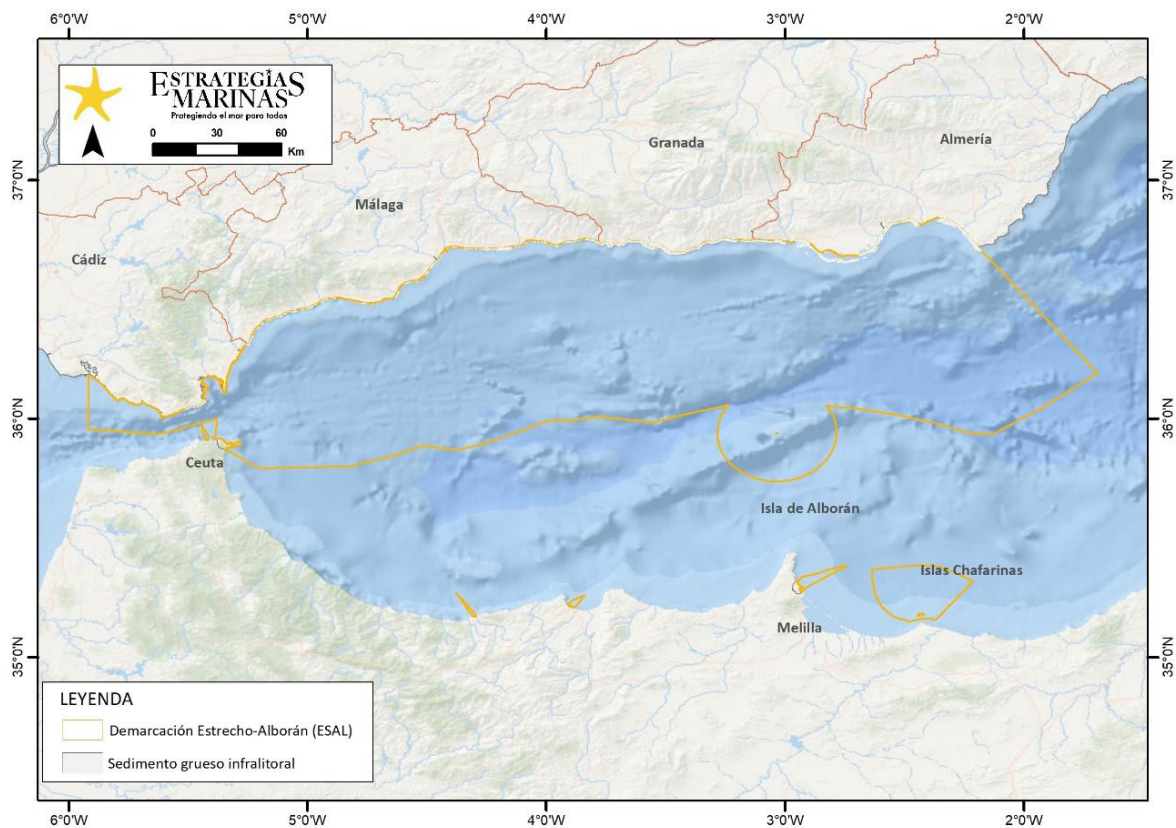 6°0'W 5°0'W 4°0'W 3°0'W 2°0'W
ESTRATEGIAS
MARINAS
Protegiendo el mar para todos
0 30 60
Km
Granada
Almería
37°0'N 37°0'N
Málaga
Cádiz
36°0'N 36°0'N
Ceuta
Isla de Alborán
Islas Chafarinas
Melilla
35°0'N 35°0'N
LEYENDA
Demarcación Estrecho-Alborán (ESAL)
Sedimento grueso infralitoral
6°0'W 5°0'W 4°0'W 3°0'W 2°0'W